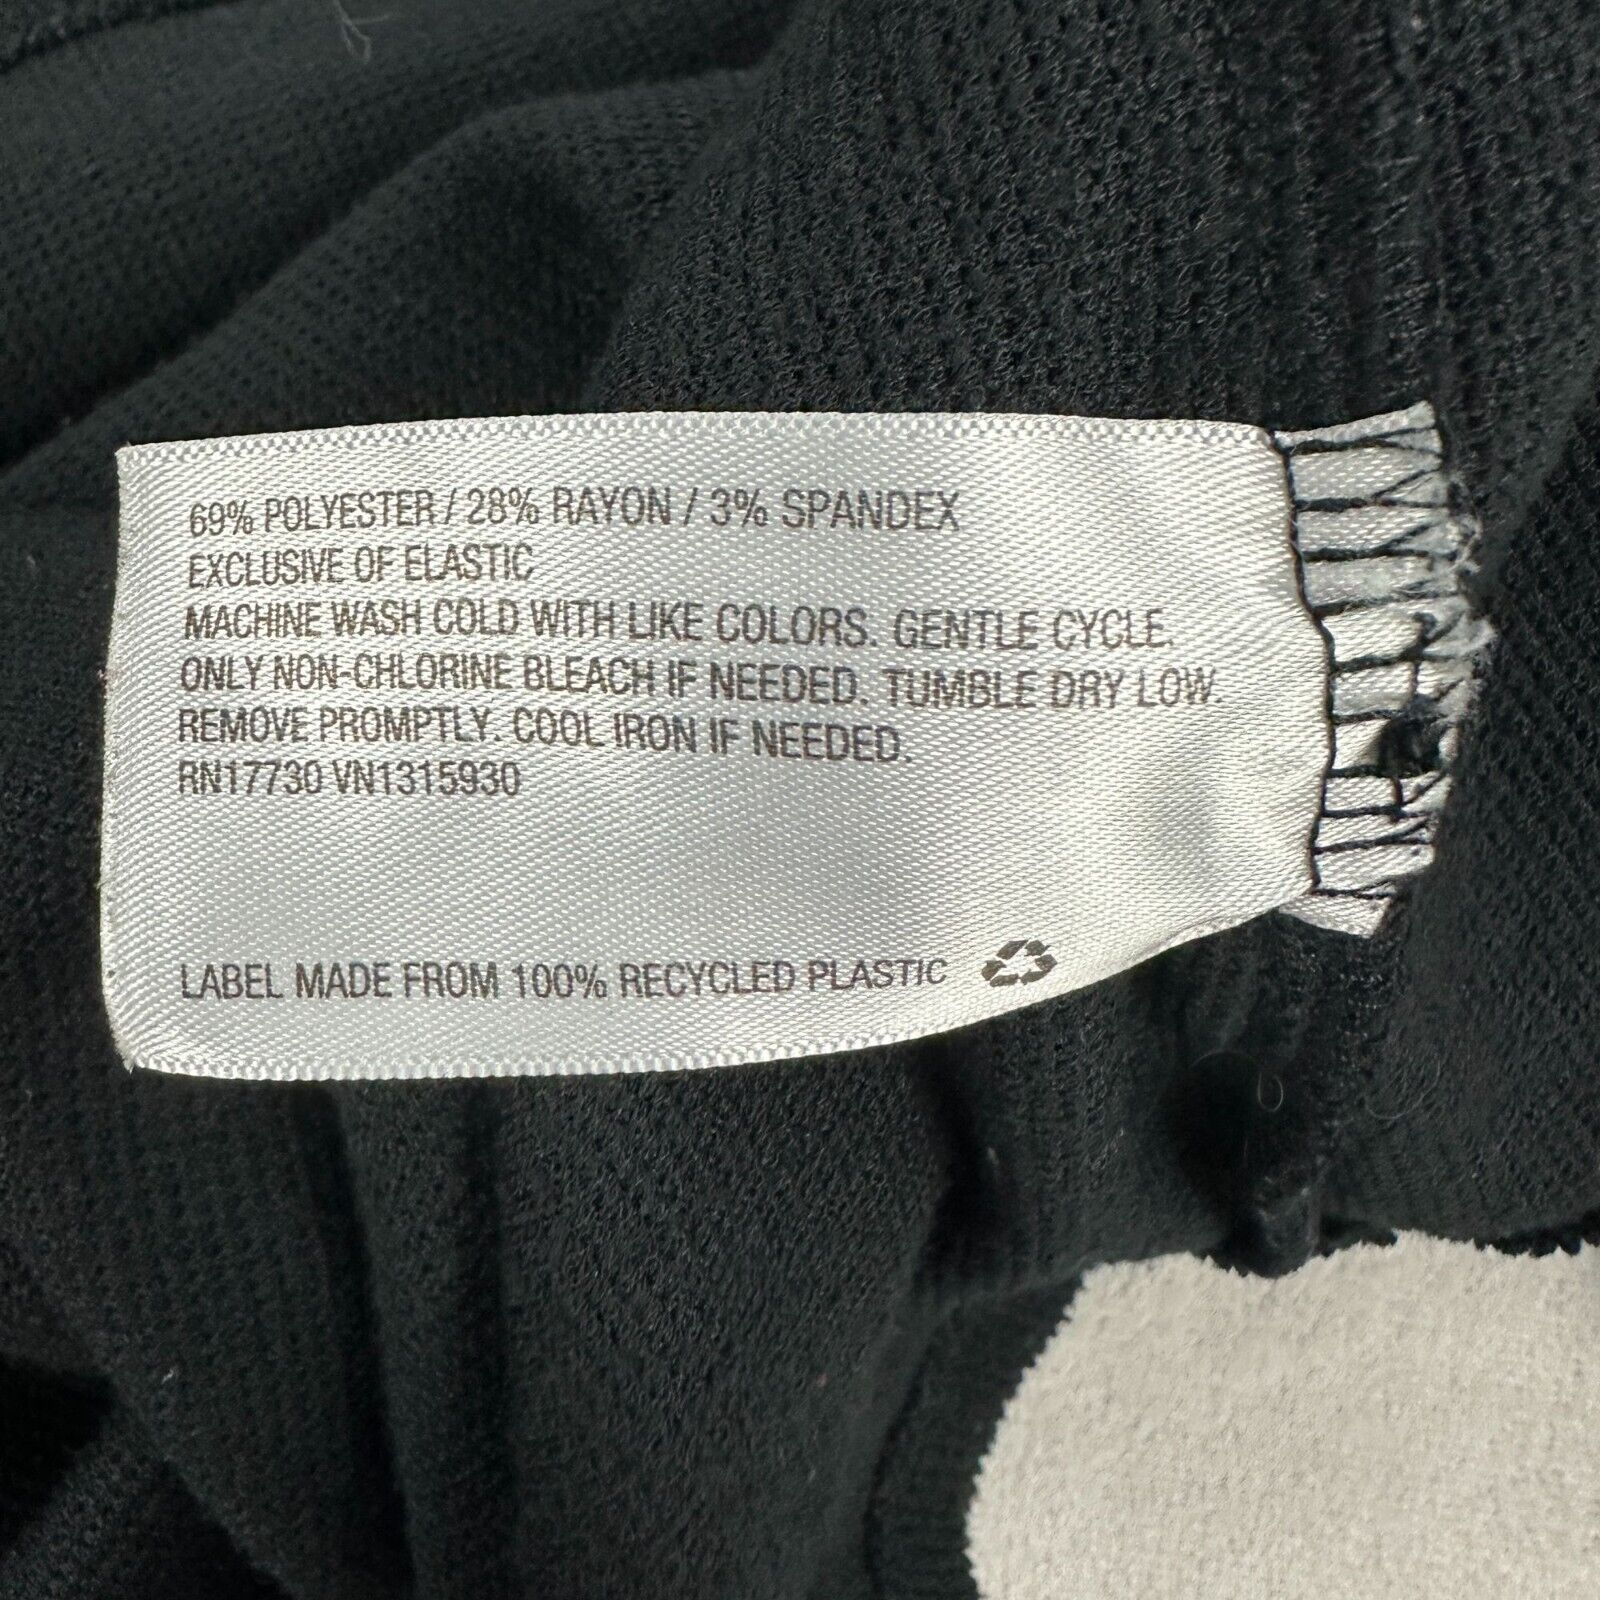 69% POLYESTER / 28% RAYON / 3% SPANDEX
EXCLUSIVE OF ELASTIC
MACHINE WASH COLD WITH LIKE COLORS. GENTLE CYCLE.
ONLY NON-CHLORINE BLEACH IF NEEDED. TUMBLE DRY LOW.
REMOVE PROMPTLY. COOL IRON IF NEEDED.
RN17730 VN1315930
LABEL MADE FROM 100% RECYCLED PLASTIC